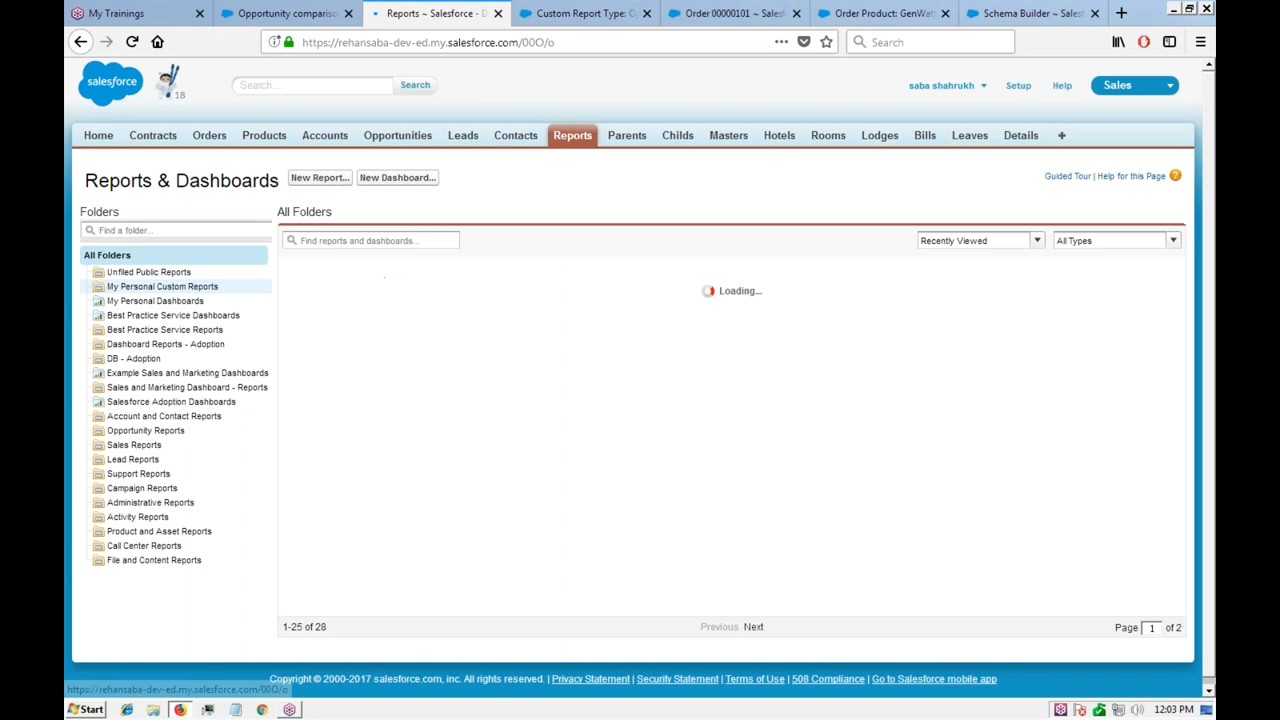 My Trainings
Opportunity compariso
Reports ~ Salesforce - D
Custom Report Type: O
Order 00000101 ~ Sales
Order Product: GenWat
Schema Builder ~ Sales
https://rehansaba-dev-ed.my.salesforce.com/00O/o
Search
salesforce
18
Search...
Search
saba shahrukh
Setup
Help
Sales
Home Contracts Orders Products Accounts Opportunities Leads Contacts Reports Parents Childs Masters Hotels Rooms Lodges Bills Leaves Details +
Reports & Dashboards
New Report...
New Dashboard...
Guided Tour | Help for this Page
Folders
All Folders
Find a folder...
Find reports and dashboards...
Recently Viewed
All Types
All Folders
Unfiled Public Reports
My Personal Custom Reports
My Personal Dashboards
Best Practice Service Dashboards
Best Practice Service Reports
Dashboard Reports - Adoption
DB - Adoption
Example Sales and Marketing Dashboards
Sales and Marketing Dashboard - Reports
Salesforce Adoption Dashboards
Account and Contact Reports
Opportunity Reports
Sales Reports
Lead Reports
Support Reports
Campaign Reports
Administrative Reports
Activity Reports
Product and Asset Reports
Call Center Reports
File and Content Reports
Loading...
1-25 of 28
Previous Next
Page 1 of 2
Copyright © 2000-2017 salesforce.com, inc. All rights reserved. | Privacy Statement | Security Statement | Terms of Use | 508 Compliance | Go to Salesforce mobile app
https://rehansaba-dev-ed.my.salesforce.com/00O/o
Start
12:03 PM